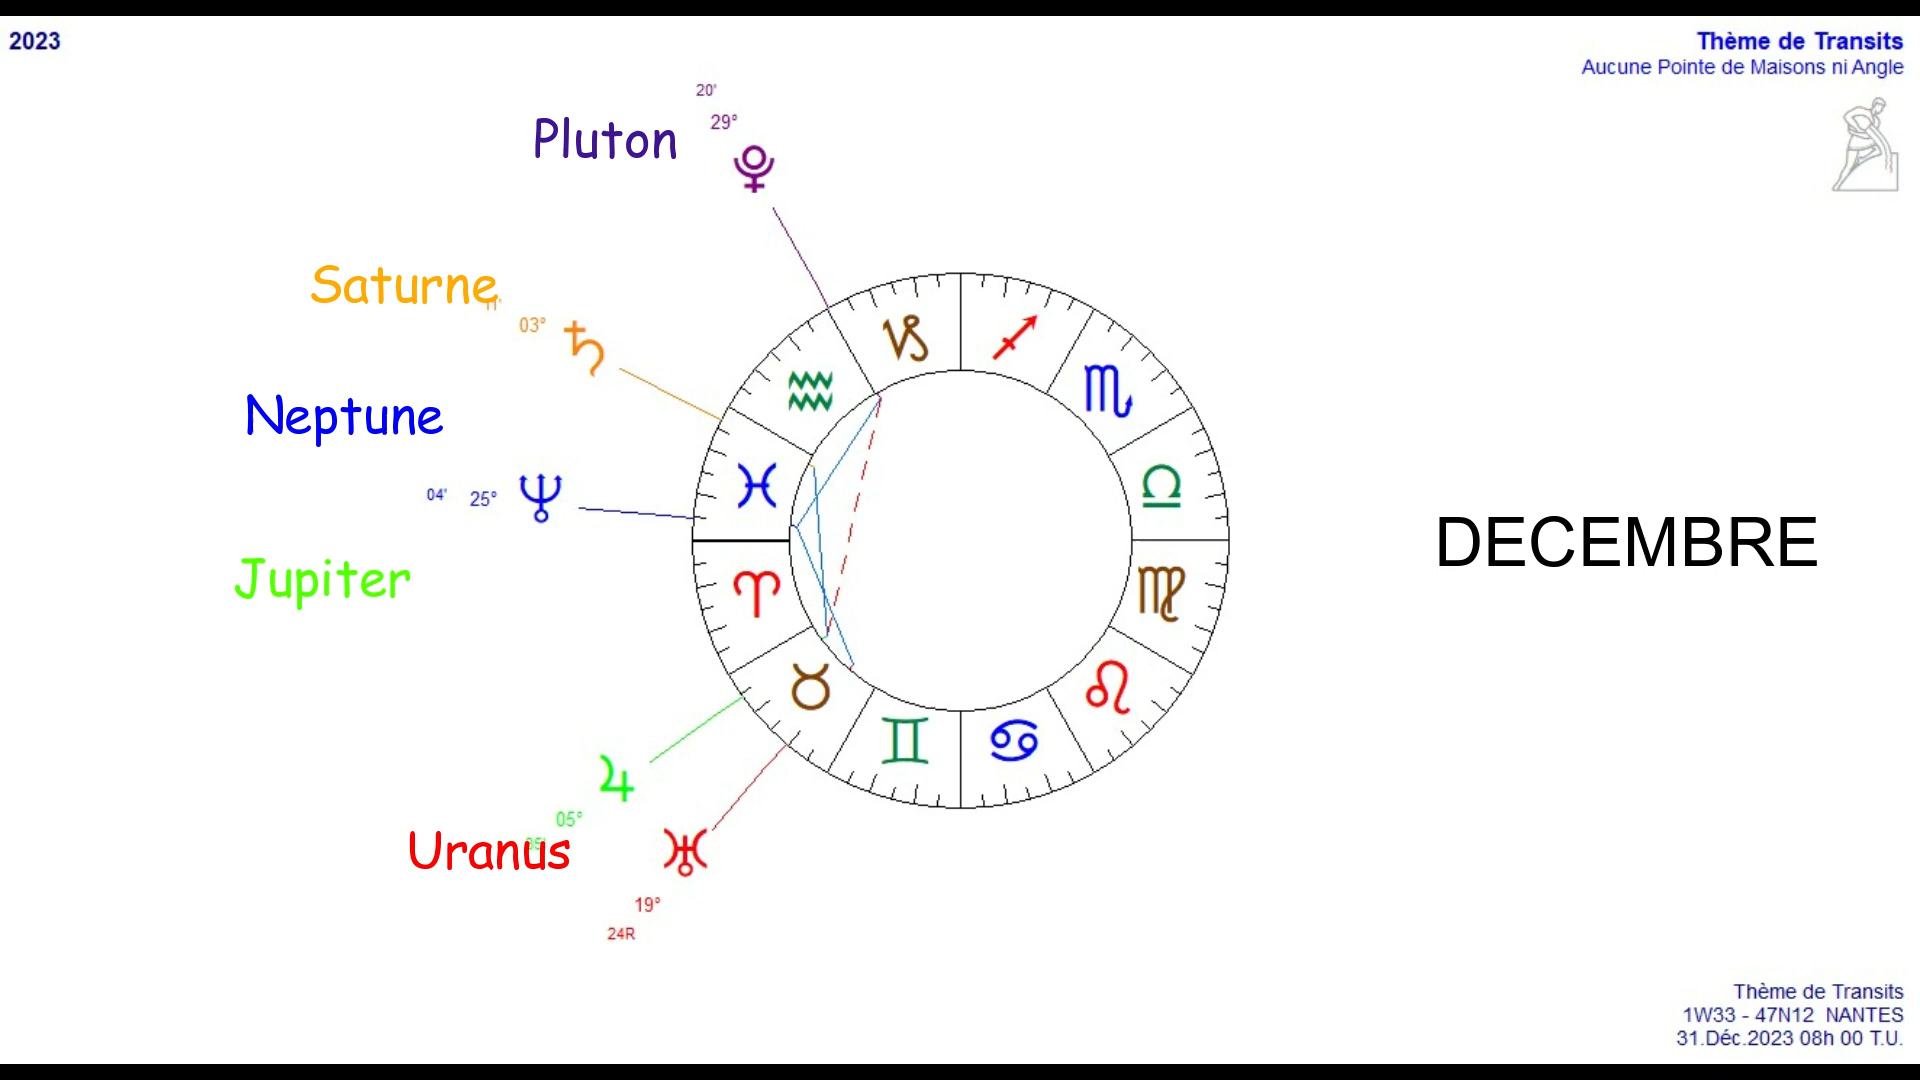 2023
Thème de Transits
Aucune Pointe de Maisons ni Angle
20'
29°
Pluton
Saturne
11'
03°
Neptune
04' 25°
Jupiter
DECEMBRE
05°
Uranus
19°
24R
Thème de Transits
1W33 - 47N12 NANTES
31.Déc.2023 08h 00 T.U.